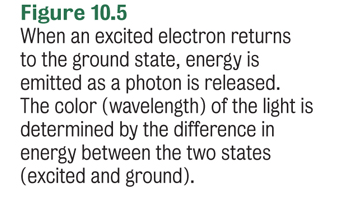 Figure 10.5
When an excited electron returns
to the ground state, energy is
emitted as a photon is released.
The color (wavelength) of the light is
determined by the difference in
energy between the two states
(excited and ground).